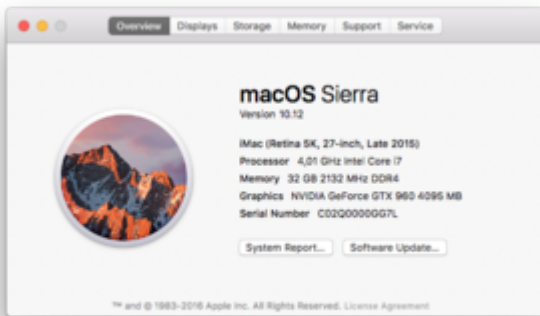 Overview Displays Storage Memory Support Service
macOS Sierra
Version 10.12
iMac (Retina 5K, 27-inch, Late 2015)
Processor 4,01 GHz Intel Core i7
Memory 32 GB 2132 MHz DDR4
Graphics NVIDIA GeForce GTX 960 4095 MB
Serial Number C02Q0000GG7L
System Report... Software Update...
™ and © 1983-2016 Apple Inc. All Rights Reserved. License Agreement